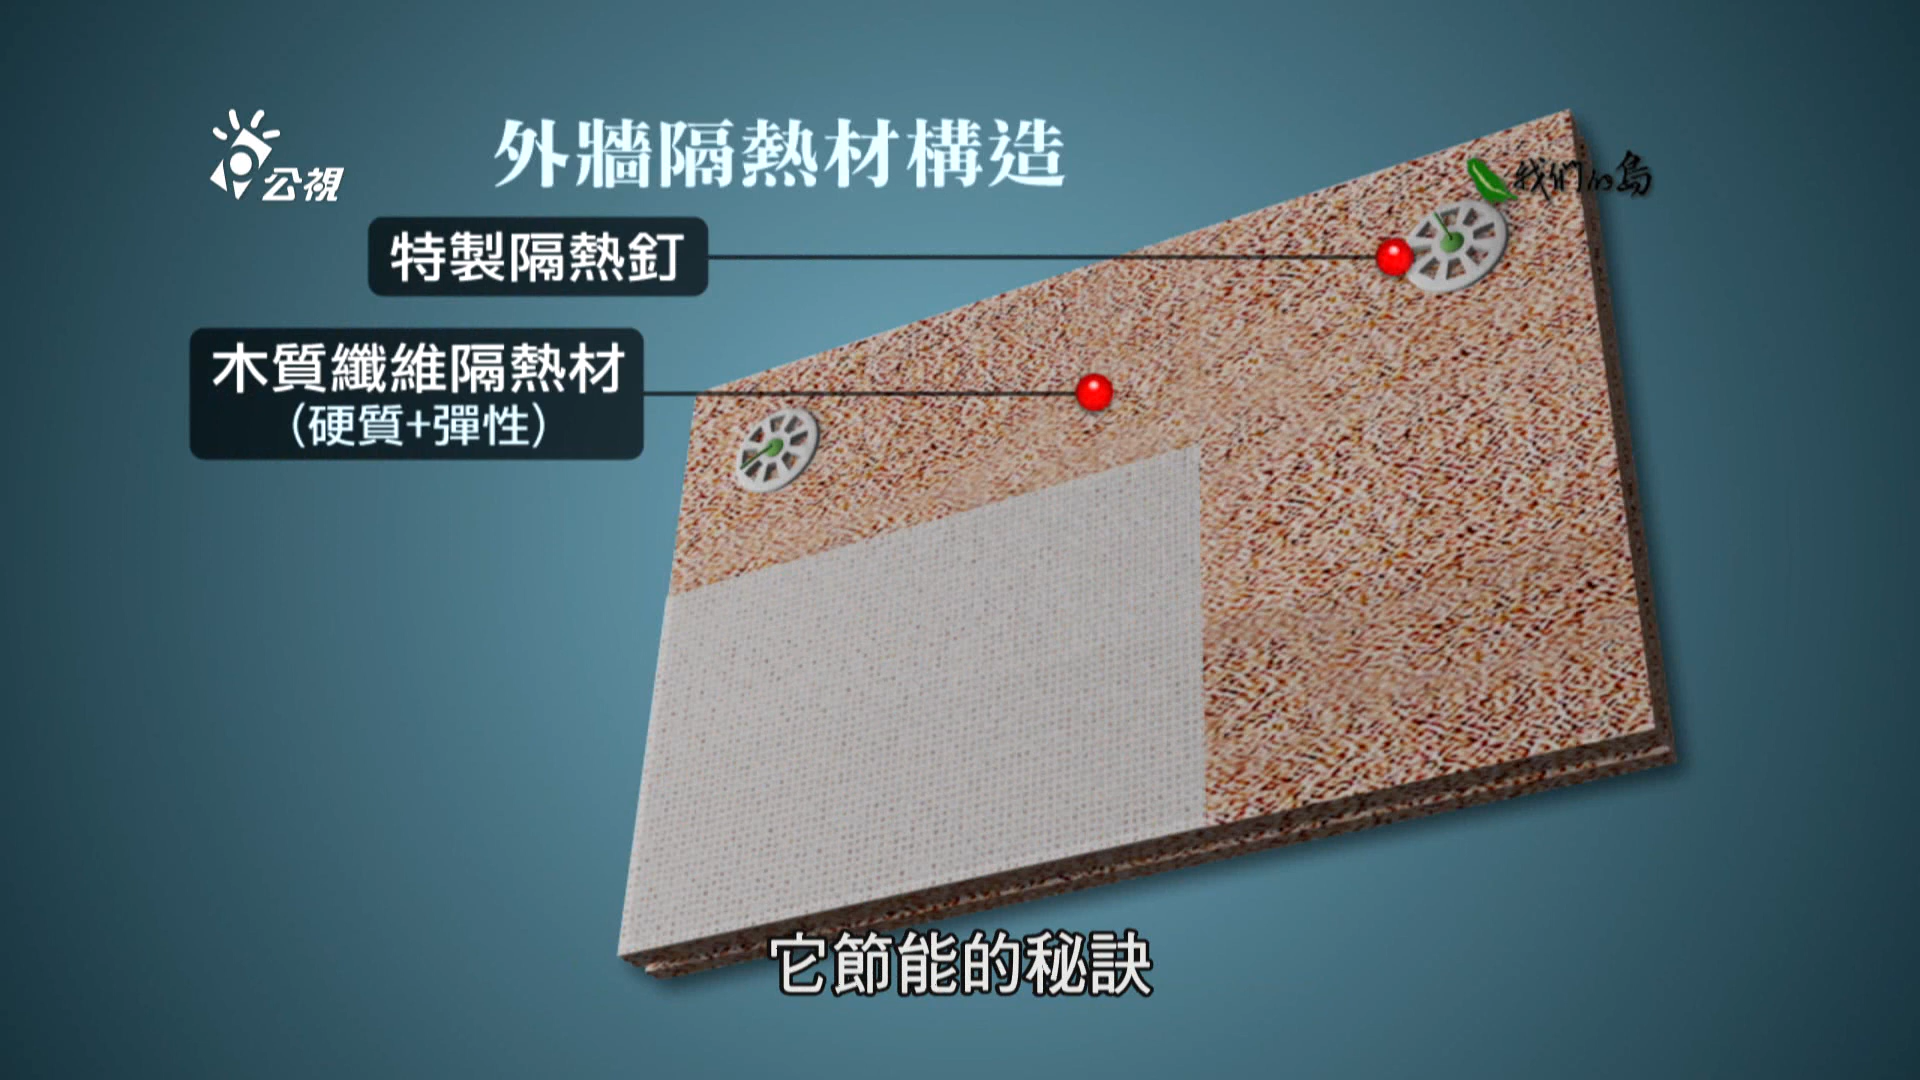 公視
外牆隔熱材構造
我們的島
特製隔熱釘
木質纖維隔熱材
(硬質+彈性)
它節能的秘訣